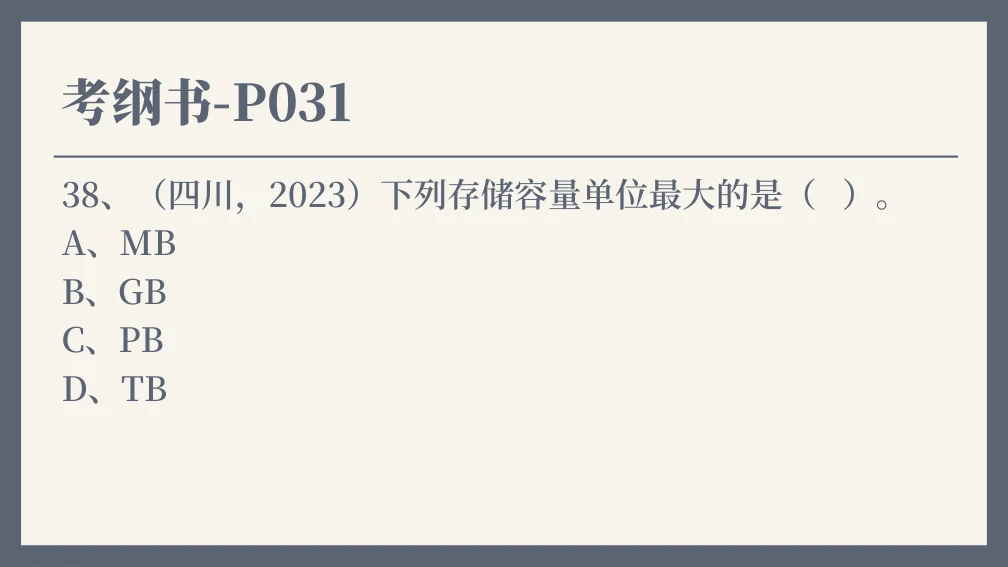 考纲书-P031
38、（四川，2023）下列存储容量单位最大的是（  ）。
A、MB
B、GB
C、PB
D、TB